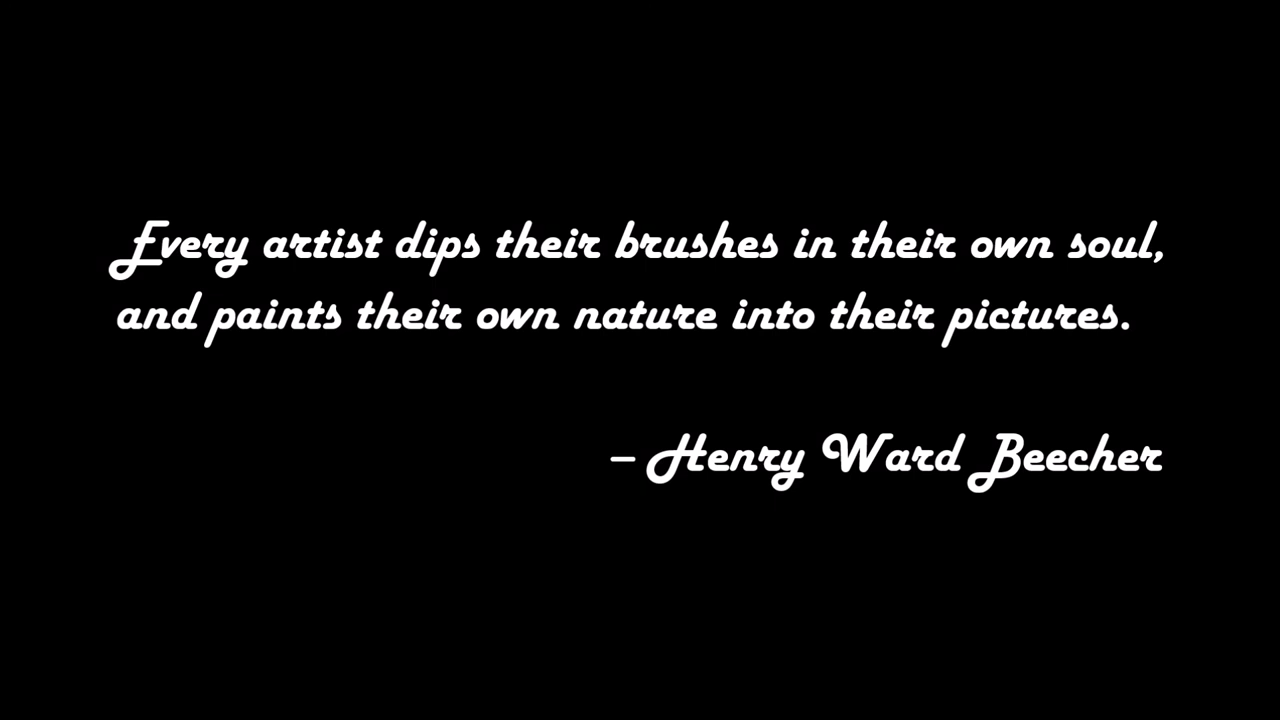 Every artist dips their brushes in their own soul,
and paints their own nature into their pictures.
– Henry Ward Beecher